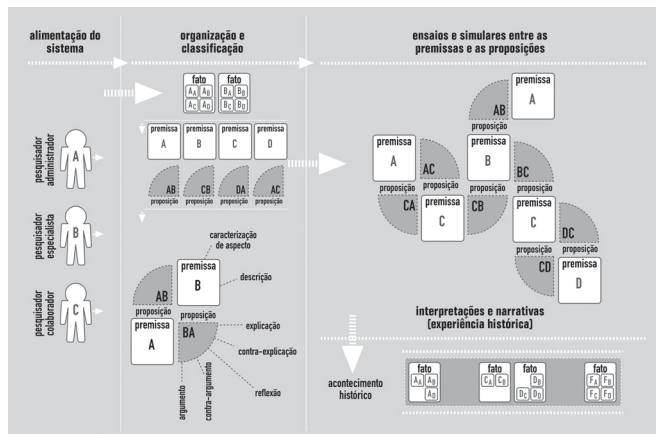 alimentação do
sistema
pesquisador
administrador
A
pesquisador
especialista
B
pesquisador
colaborador
C
organização e
classificação
fato
AA AB
AC AD
fato
BA BB
BC BD
premissa
A
premissa
B
premissa
C
premissa
D
AB
proposição
CB
proposição
DA
proposição
AC
proposição
caracterização
de aspecto
premissa
B
descrição
AB
proposição
premissa
A
proposição
BA
explicação
contra-explicação
reflexão
contra-argumento
argumento
ensaios e simulares entre as
premissas e as proposições
premissa
A
AB
proposição
premissa
A
AC
proposição
premissa
B
BC
proposição
proposição
CA
premissa
C
proposição
CB
premissa
C
DC
proposição
proposição
CD
premissa
D
interpretações e narrativas
(experiência histórica)
acontecimento
histórico
fato
AA AB
AD
fato
CA CB
fato
DB
DC DD
fato
FA FB
FC FD